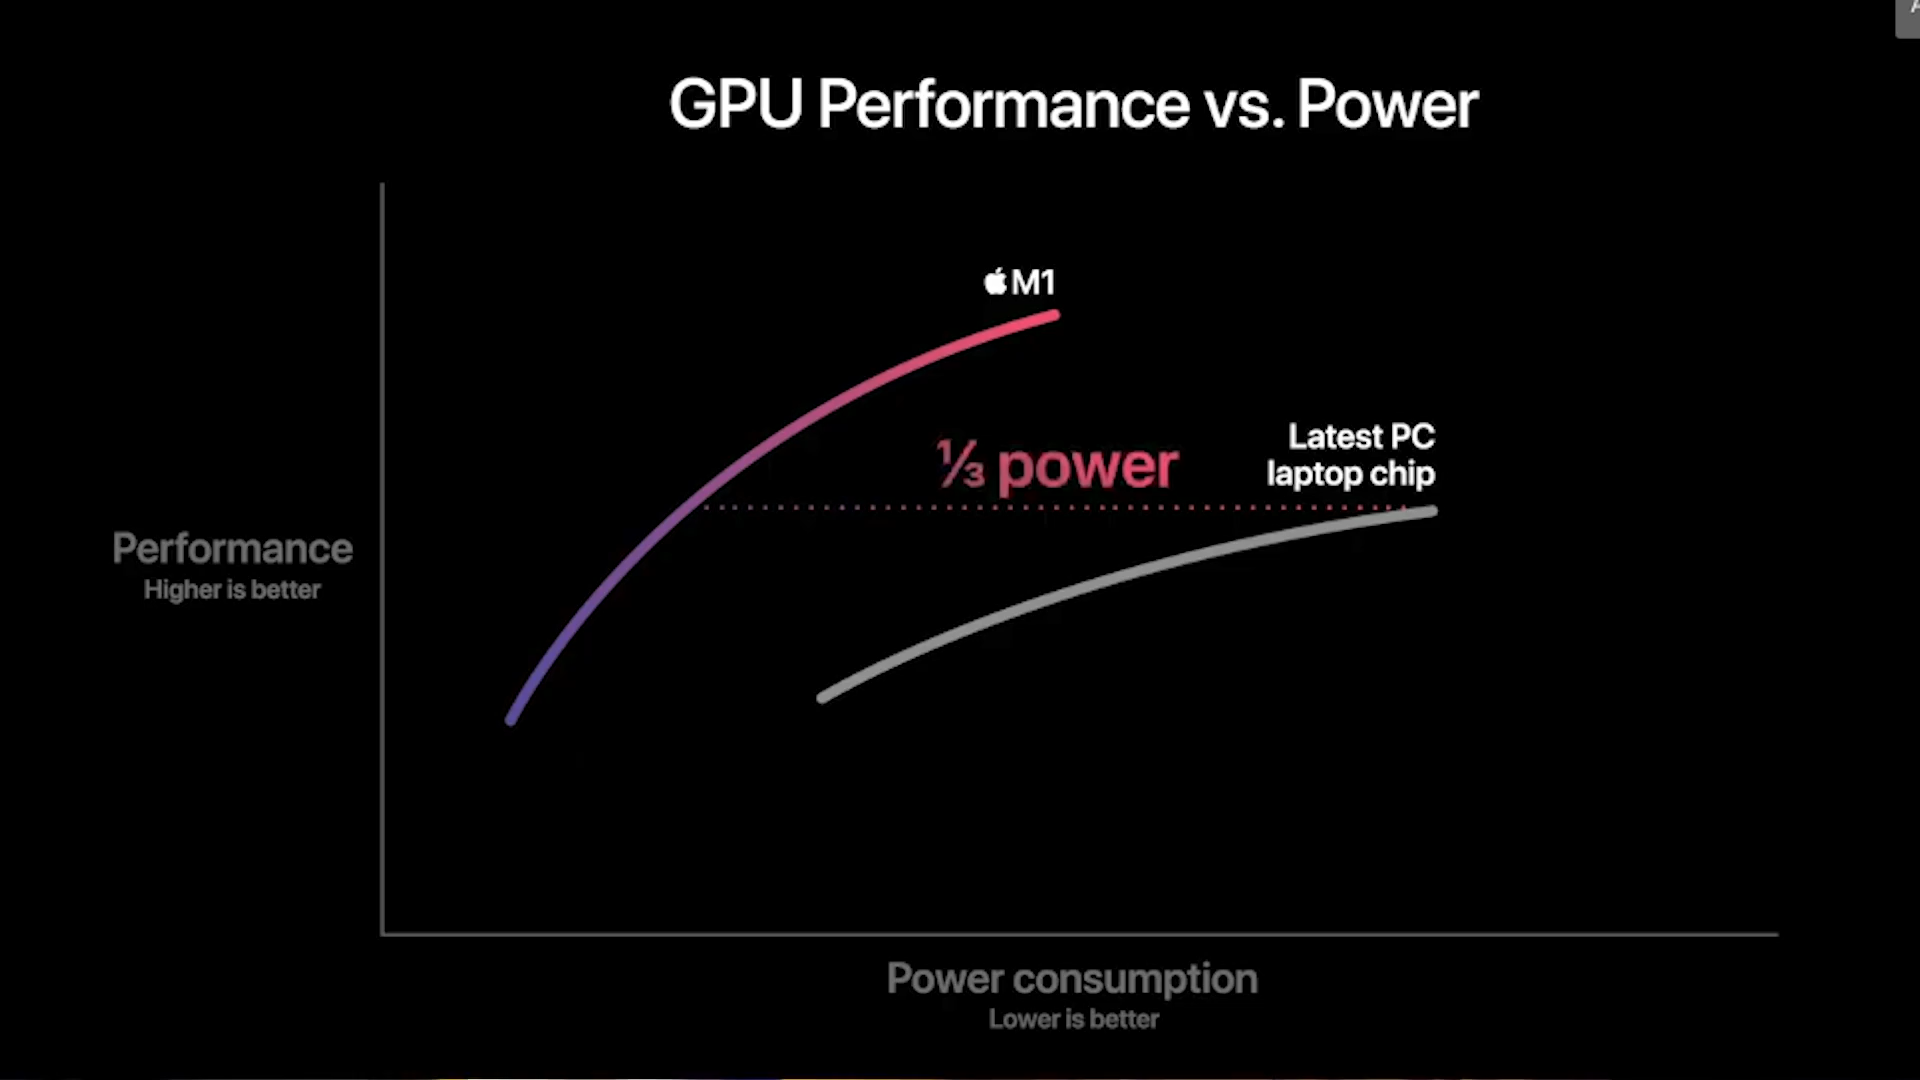 GPU Performance vs. Power
M1
Latest PC
laptop chip
⅓ power
Performance
Higher is better
Power consumption
Lower is better